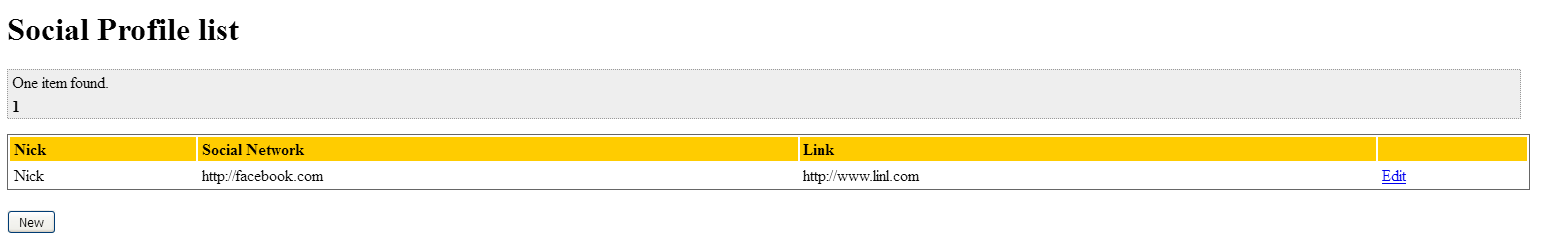 Social Profile list
One item found.
1
Nick Social Network Link
Nick http://facebook.com http://www.linl.com Edit
New